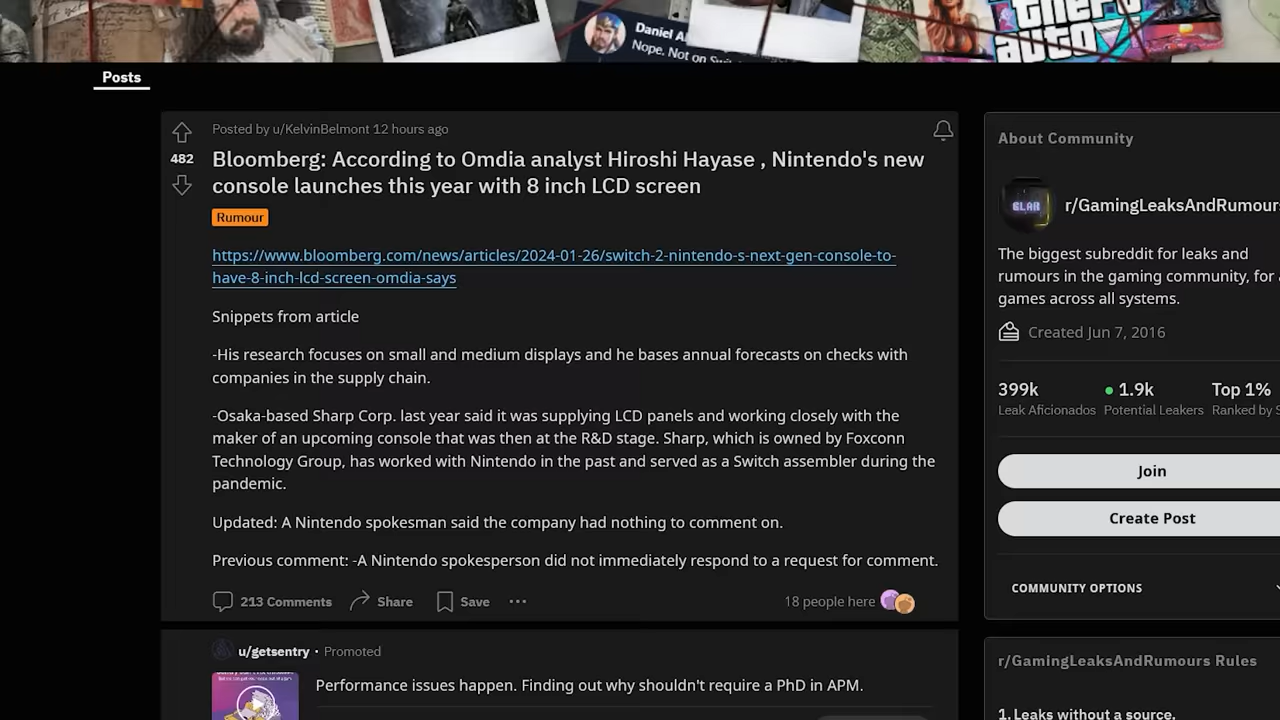 Daniel A
Nope. Not on Swi
theft
auto
Posts
Posted by u/KelvinBelmont 12 hours ago
482
Bloomberg: According to Omdia analyst Hiroshi Hayase , Nintendo's new
console launches this year with 8 inch LCD screen
Rumour
https://www.bloomberg.com/news/articles/2024-01-26/switch-2-nintendo-s-next-gen-console-to-
have-8-inch-lcd-screen-omdia-says
Snippets from article
-His research focuses on small and medium displays and he bases annual forecasts on checks with
companies in the supply chain.
-Osaka-based Sharp Corp. last year said it was supplying LCD panels and working closely with the
maker of an upcoming console that was then at the R&D stage. Sharp, which is owned by Foxconn
Technology Group, has worked with Nintendo in the past and served as a Switch assembler during the
pandemic.
Updated: A Nintendo spokesman said the company had nothing to comment on.
Previous comment: -A Nintendo spokesperson did not immediately respond to a request for comment.
213 Comments Share Save ··· 18 people here
u/getsentry · Promoted
Performance issues happen. Finding out why shouldn't require a PhD in APM.
About Community
GLAR
r/GamingLeaksAndRumours
The biggest subreddit for leaks and
rumours in the gaming community, for
games across all systems.
Created Jun 7, 2016
399k 1.9k Top 1%
Leak Aficionados Potential Leakers Ranked by S
Join
Create Post
COMMUNITY OPTIONS
r/GamingLeaksAndRumours Rules
1. Leaks without a source.